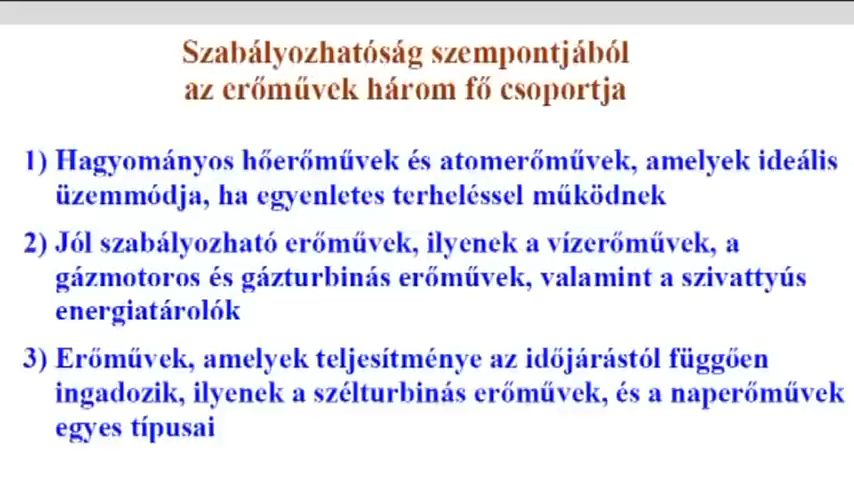 Szabályozhatóság szempontjából
az erőművek három fő csoportja
1) Hagyományos hőerőművek és atomerőművek, amelyek ideális
üzemmódja, ha egyenletes terheléssel működnek
2) Jól szabályozható erőművek, ilyenek a vízerőművek, a
gázmotoros és gázturbinás erőművek, valamint a szivattyús
energiatárolók
3) Erőművek, amelyek teljesítménye az időjárástól függően
ingadozik, ilyenek a szélturbinás erőművek, és a naperőművek
egyes típusai